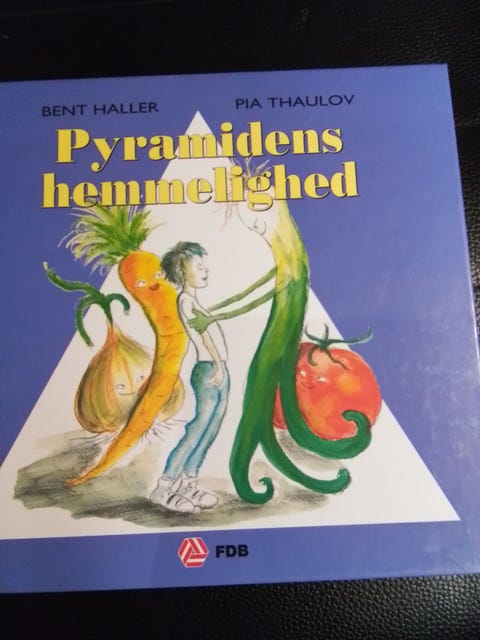 BENT HALLER PIA THAULOV
Pyramidens
hemmelighed
FDB